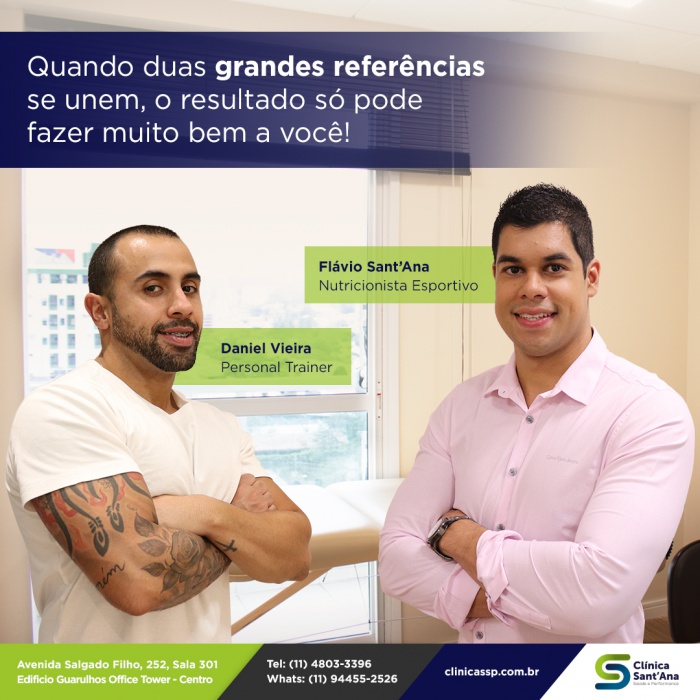 Quando duas grandes referências
se unem, o resultado só pode
fazer muito bem a você!
Flávio Sant'Ana
Nutricionista Esportivo
Daniel Vieira
Personal Trainer
Avenida Salgado Filho, 252, Sala 301
Edifício Guarulhos Office Tower - Centro
Tel: (11) 4803-3396
Whats: (11) 94455-2526
clinicassp.com.br
Clínica
Sant'Ana
Saúde e Performance